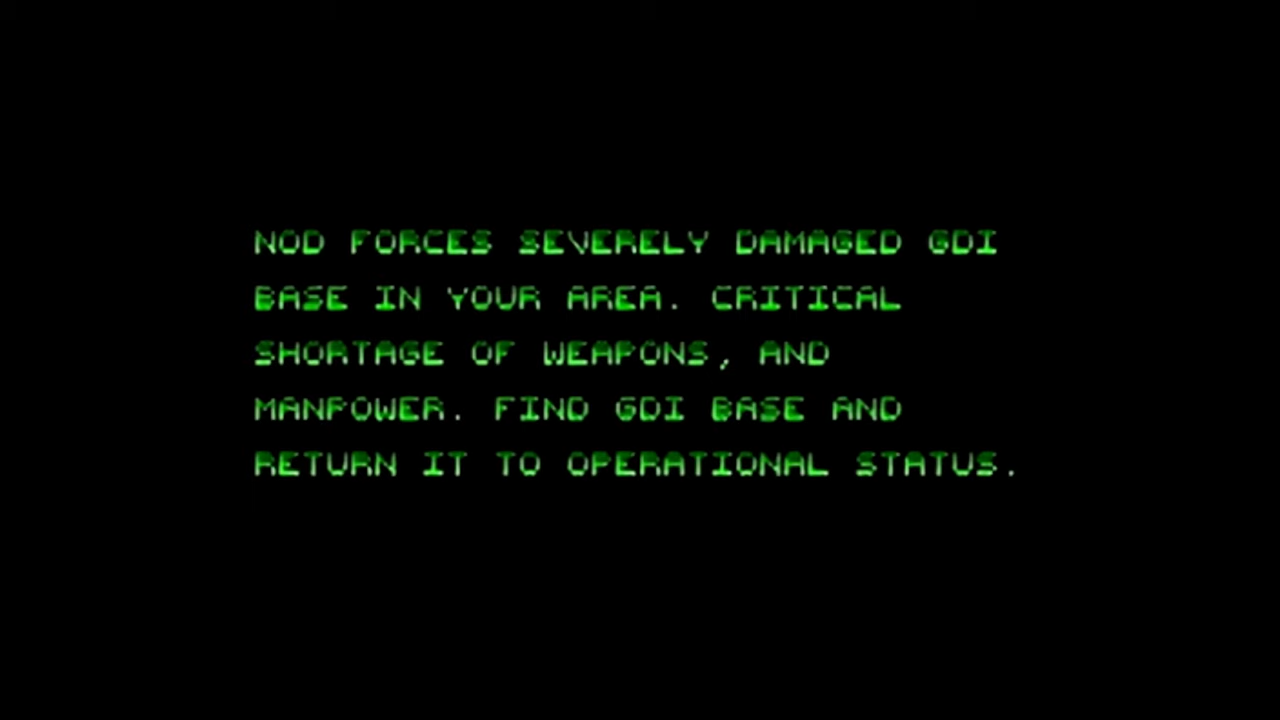 NOD FORCES SEVERELY DAMAGED GDI
BASE IN YOUR AREA. CRITICAL
SHORTAGE OF WEAPONS, AND
MANPOWER. FIND GDI BASE AND
RETURN IT TO OPERATIONAL STATUS.